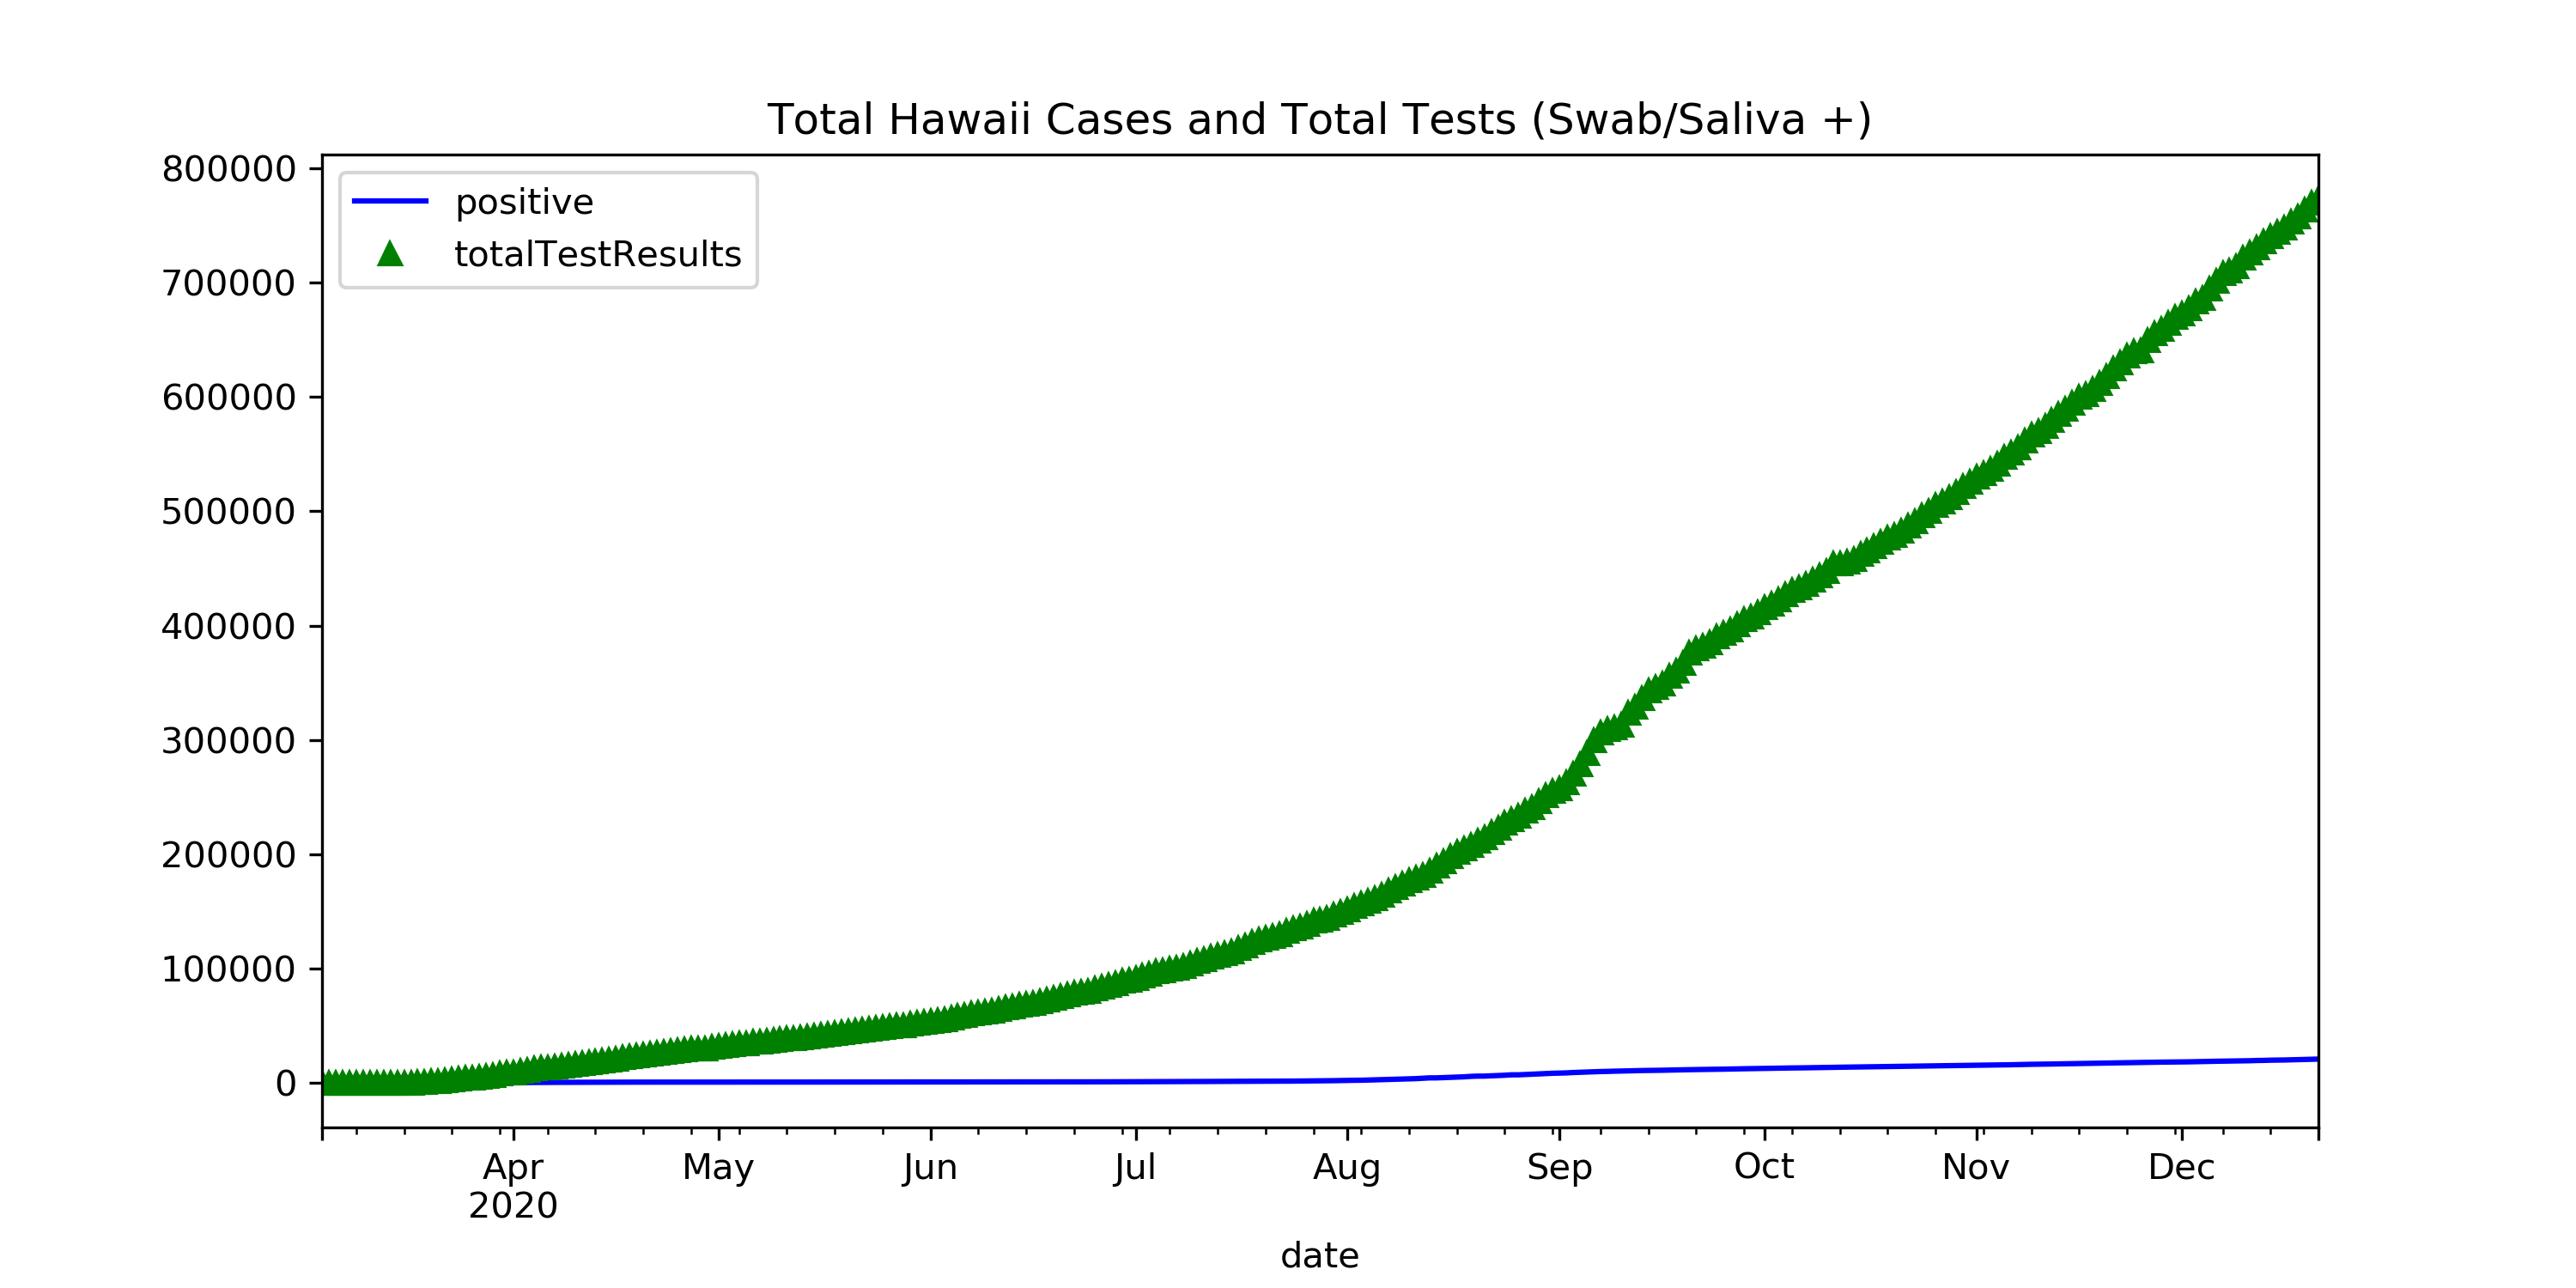 Total Hawaii Cases and Total Tests (Swab/Saliva +)
positive
totalTestResults
800000
700000
600000
500000
400000
300000
200000
100000
0
Apr May Jun Jul Aug Sep Oct Nov Dec
2020
date